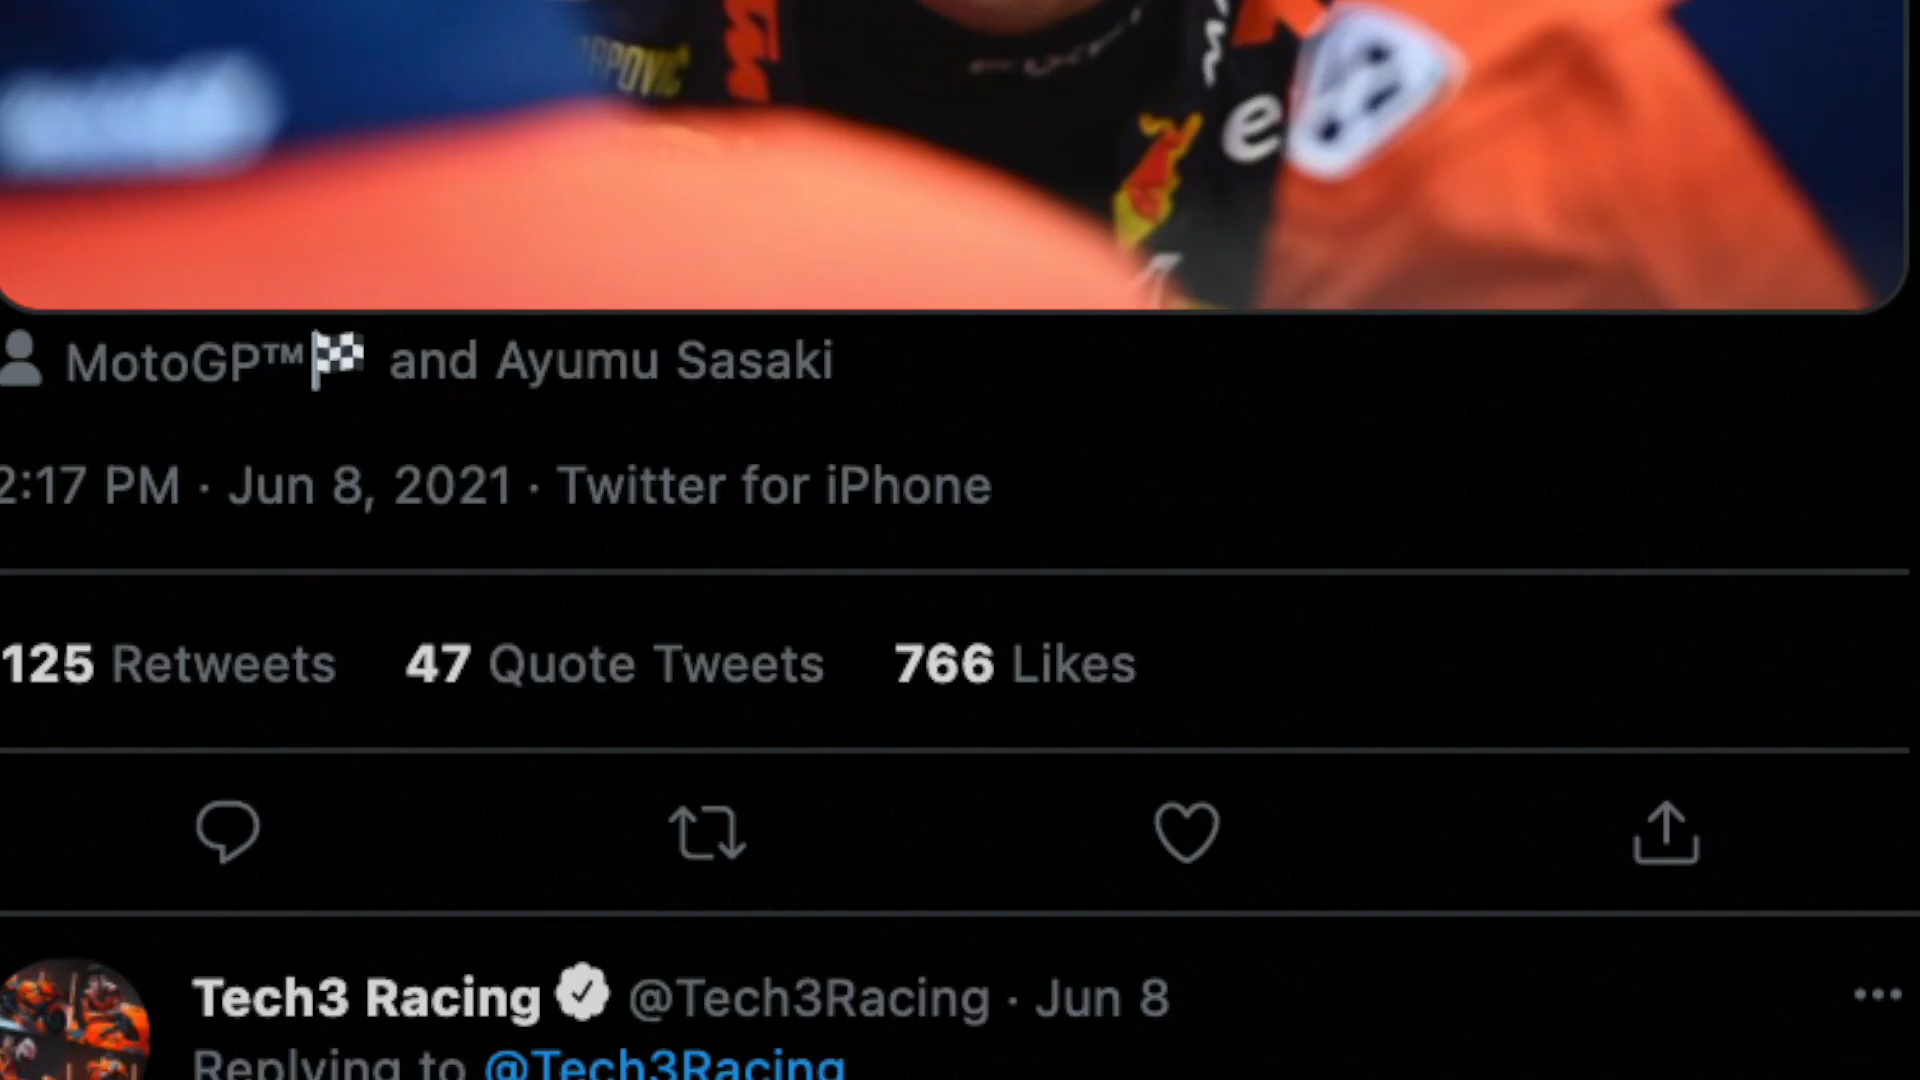 e
MotoGP™🏁 and Ayumu Sasaki
2:17 PM · Jun 8, 2021 · Twitter for iPhone
125 Retweets 47 Quote Tweets 766 Likes
Tech3 Racing @Tech3Racing · Jun 8
Replying to @Tech3Racing